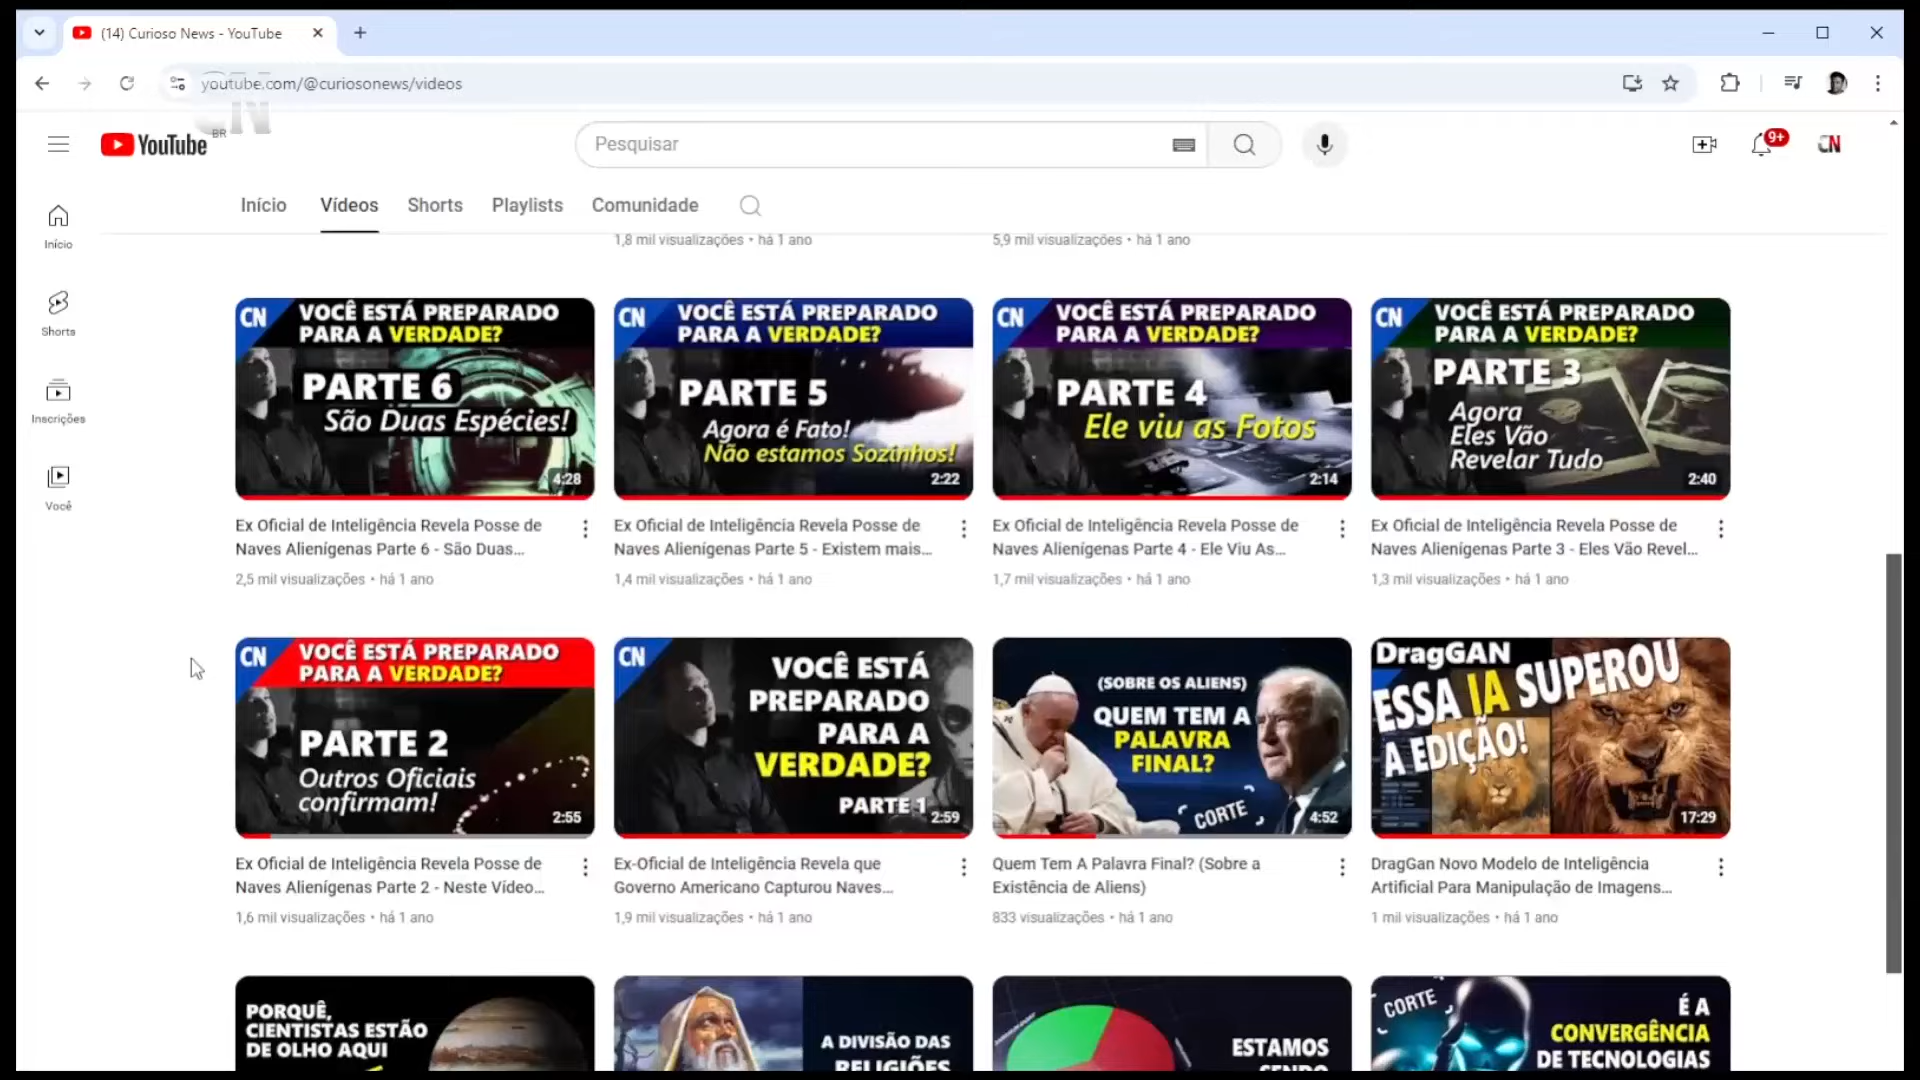 (14) Curioso News - YouTube
youtube.com/@curiosonews/videos
CN
YouTube BR
Pesquisar
9+
CN
Início
Vídeos
Shorts
Playlists
Comunidade
Início
Shorts
Inscrições
Você
1,8 mil visualizações • há 1 ano
5,9 mil visualizações • há 1 ano
CN
VOCÊ ESTÁ PREPARADO
PARA A VERDADE?
PARTE 6
São Duas Espécies!
4:28
CN
VOCÊ ESTÁ PREPARADO
PARA A VERDADE?
PARTE 5
Agora é Fato!
Não estamos Sozinhos!
2:22
CN
VOCÊ ESTÁ PREPARADO
PARA A VERDADE?
PARTE 4
Ele viu as Fotos
2:14
CN
VOCÊ ESTÁ PREPARADO
PARA A VERDADE?
PARTE 3
Agora
Eles Vão
Revelar Tudo
2:40
Ex Oficial de Inteligência Revela Posse de
Naves Alienígenas Parte 6 - São Duas...
2,5 mil visualizações • há 1 ano
Ex Oficial de Inteligência Revela Posse de
Naves Alienígenas Parte 5 - Existem mais...
1,4 mil visualizações • há 1 ano
Ex Oficial de Inteligência Revela Posse de
Naves Alienígenas Parte 4 - Ele Viu As...
1,7 mil visualizações • há 1 ano
Ex Oficial de Inteligência Revela Posse de
Naves Alienígenas Parte 3 - Eles Vão Revel...
1,3 mil visualizações • há 1 ano
CN
VOCÊ ESTÁ PREPARADO
PARA A VERDADE?
PARTE 2
Outros Oficiais
confirmam!
2:55
CN
VOCÊ ESTÁ
PREPARADO
PARA A
VERDADE?
PARTE 1
2:59
(SOBRE OS ALIENS)
QUEM TEM A
PALAVRA
FINAL?
CORTE
4:52
DragGAN
ESSA IA SUPEROU
A EDIÇÃO!
17:29
Ex Oficial de Inteligência Revela Posse de
Naves Alienígenas Parte 2 - Neste Vídeo...
1,6 mil visualizações • há 1 ano
Ex-Oficial de Inteligência Revela que
Governo Americano Capturou Naves...
1,9 mil visualizações • há 1 ano
Quem Tem A Palavra Final? (Sobre a
Existência de Aliens)
833 visualizações • há 1 ano
DragGan Novo Modelo de Inteligência
Artificial Para Manipulação de Imagens...
1 mil visualizações • há 1 ano
PORQUÊ,
CIENTISTAS ESTÃO
DE OLHO AQUI
A DIVISÃO DAS
RELIGIÕES
ESTAMOS
SENDO
CORTE
É A
CONVERGÊNCIA
DE TECNOLOGIAS